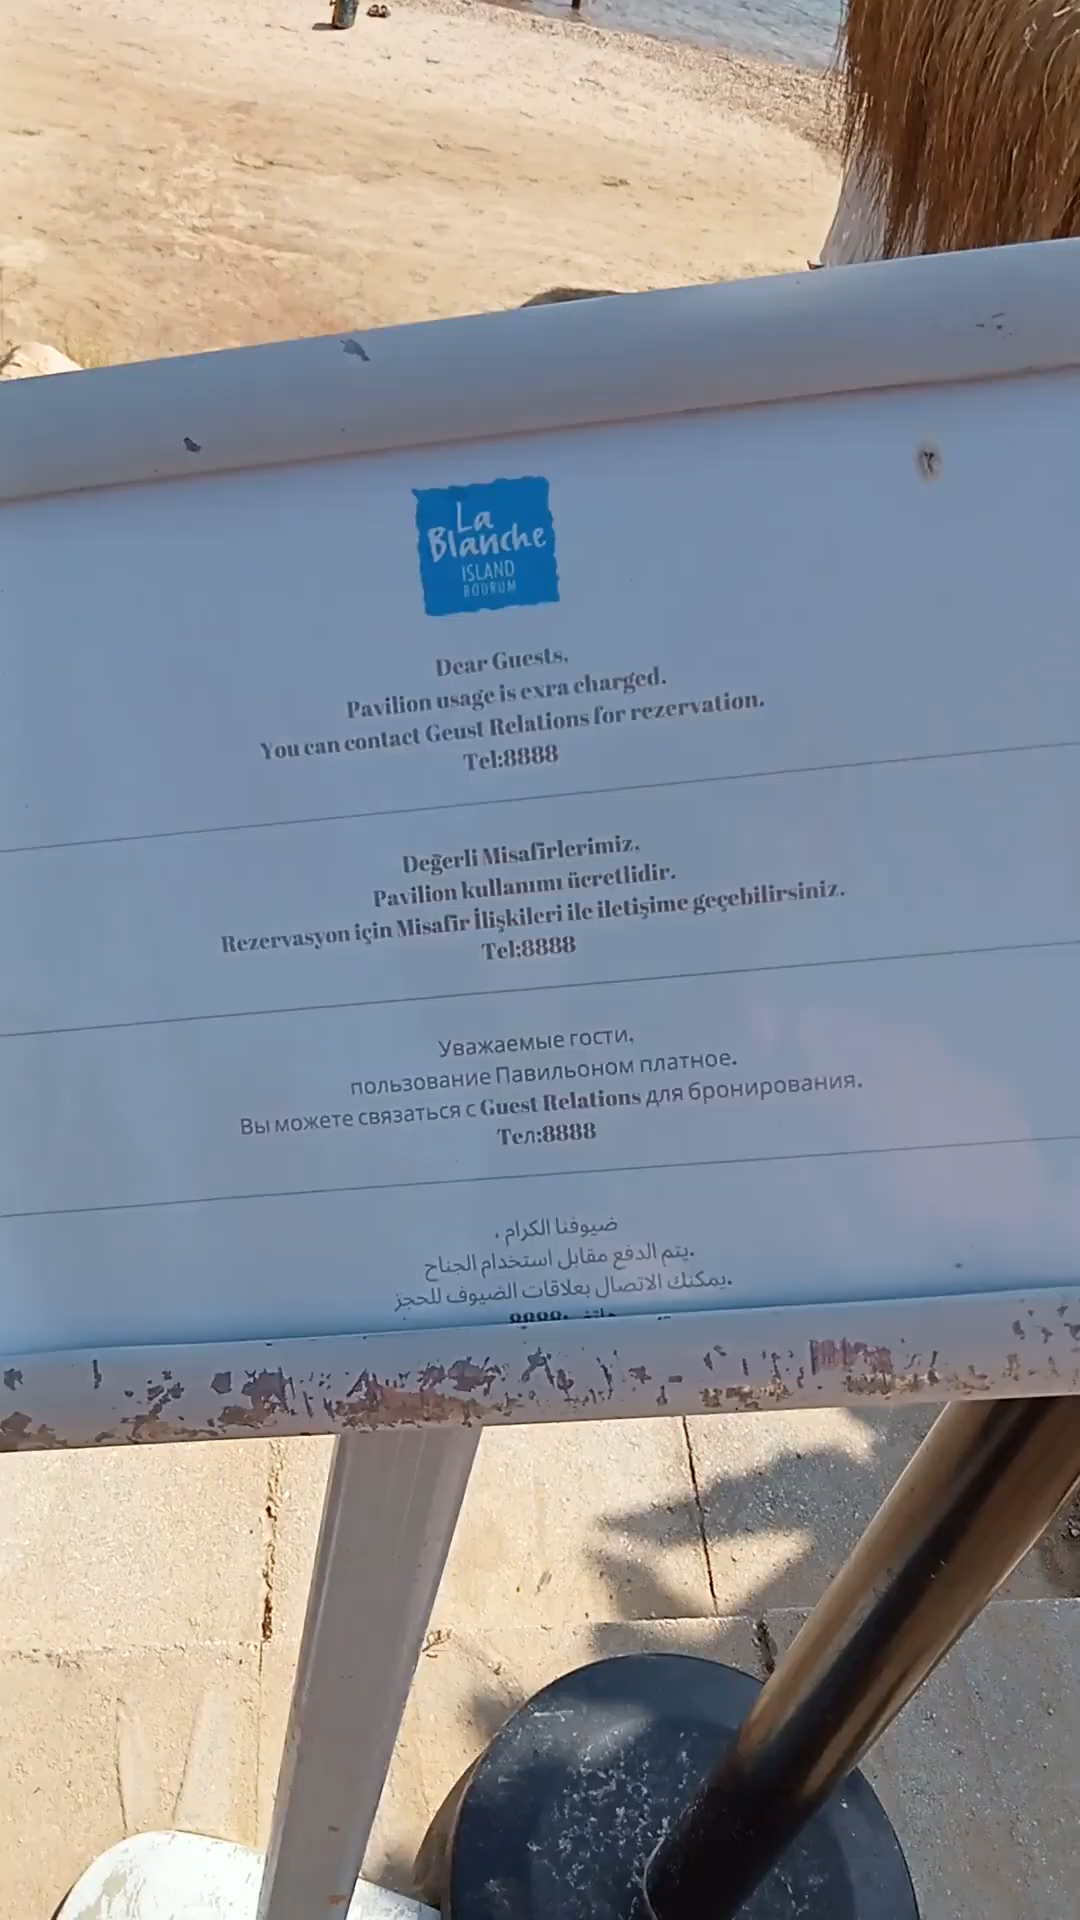 La
Blanche
ISLAND
BODRUM
Dear Guests,
Pavilion usage is exra charged.
You can contact Geust Relations for rezervation.
Tel:8888
Değerli Misafirlerimiz,
Pavilion kullanımı ücretlidir.
Rezervasyon için Misafir İlişkileri ile iletişime geçebilirsiniz.
Tel:8888
Уважаемые гости,
пользование Павильоном платное.
Вы можете связаться с Guest Relations для бронирования.
Тел:8888
ضيوفنا الكرام ,
.يتم الدفع مقابل استخدام الجناح
.يمكنك الاتصال بعلاقات الضيوف للحجز